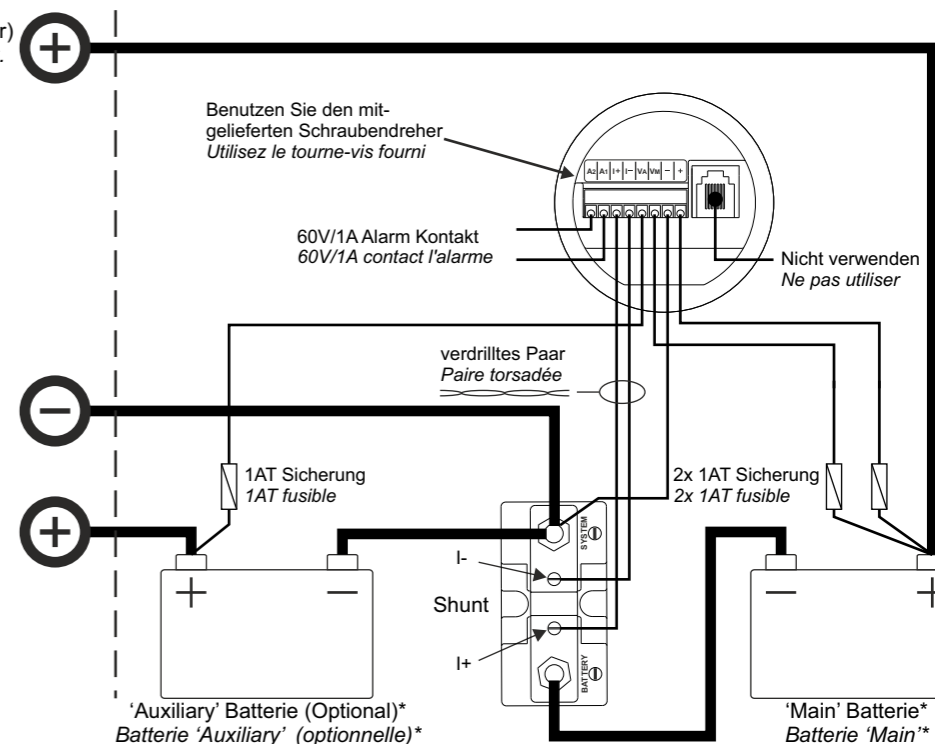 r)
+
Benutzen Sie den mit-
gelieferten Schraubendreher
Utilisez le tourne-vis fourni
A2 A1 I+ I- VA VM - +
60V/1A Alarm Kontakt
60V/1A contact l'alarme
Nicht verwenden
Ne pas utiliser
verdrilltes Paar
Paire torsadée
−
1AT Sicherung
1AT fusible
2x 1AT Sicherung
2x 1AT fusible
+
SYSTEM
I-
Shunt
I+
BATTERY
+ −
− +
'Auxiliary' Batterie (Optional)*
Batterie 'Auxiliary' (optionnelle)*
'Main' Batterie*
Batterie 'Main'*